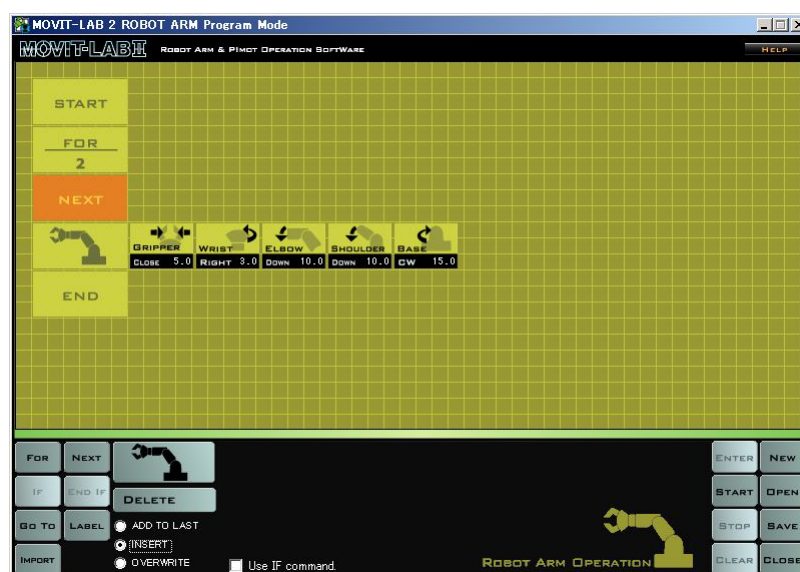 MOVIT-LAB 2 ROBOT ARM Program Mode
MOVIT-LAB II ROBOT ARM & PIMOT OPERATION SOFTWARE HELP
START
FOR
2
NEXT
GRIPPER WRIST ELBOW SHOULDER BASE
CLOSE 5.0 RIGHT 3.0 DOWN 10.0 DOWN 10.0 CW 15.0
END
FOR NEXT ENTER NEW
IF END IF DELETE START OPEN
GO TO LABEL ADD TO LAST STOP SAVE
INSERT
IMPORT OVERWRITE Use IF command. ROBOT ARM OPERATION CLEAR CLOSE